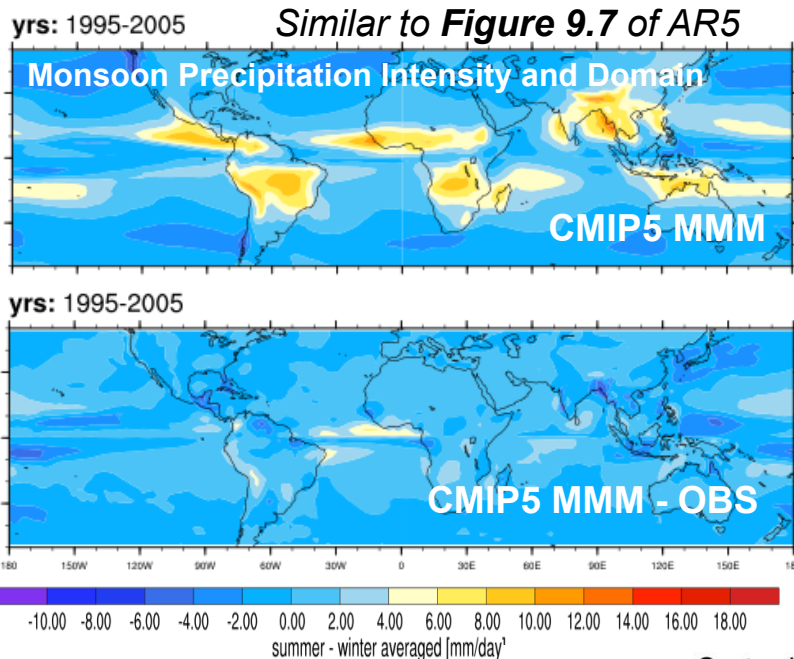 yrs: 1995-2005 Similar to Figure 9.7 of AR5
Monsoon Precipitation Intensity and Domain
CMIP5 MMM
yrs: 1995-2005
CMIP5 MMM - OBS
180 150W 120W 90W 60W 30W 0 30E 60E 90E 120E 150E 18
-10.00 -8.00 -6.00 -4.00 -2.00 0.00 2.00 4.00 6.00 8.00 10.00 12.00 14.00 16.00 18.00
summer - winter averaged [mm/day¹